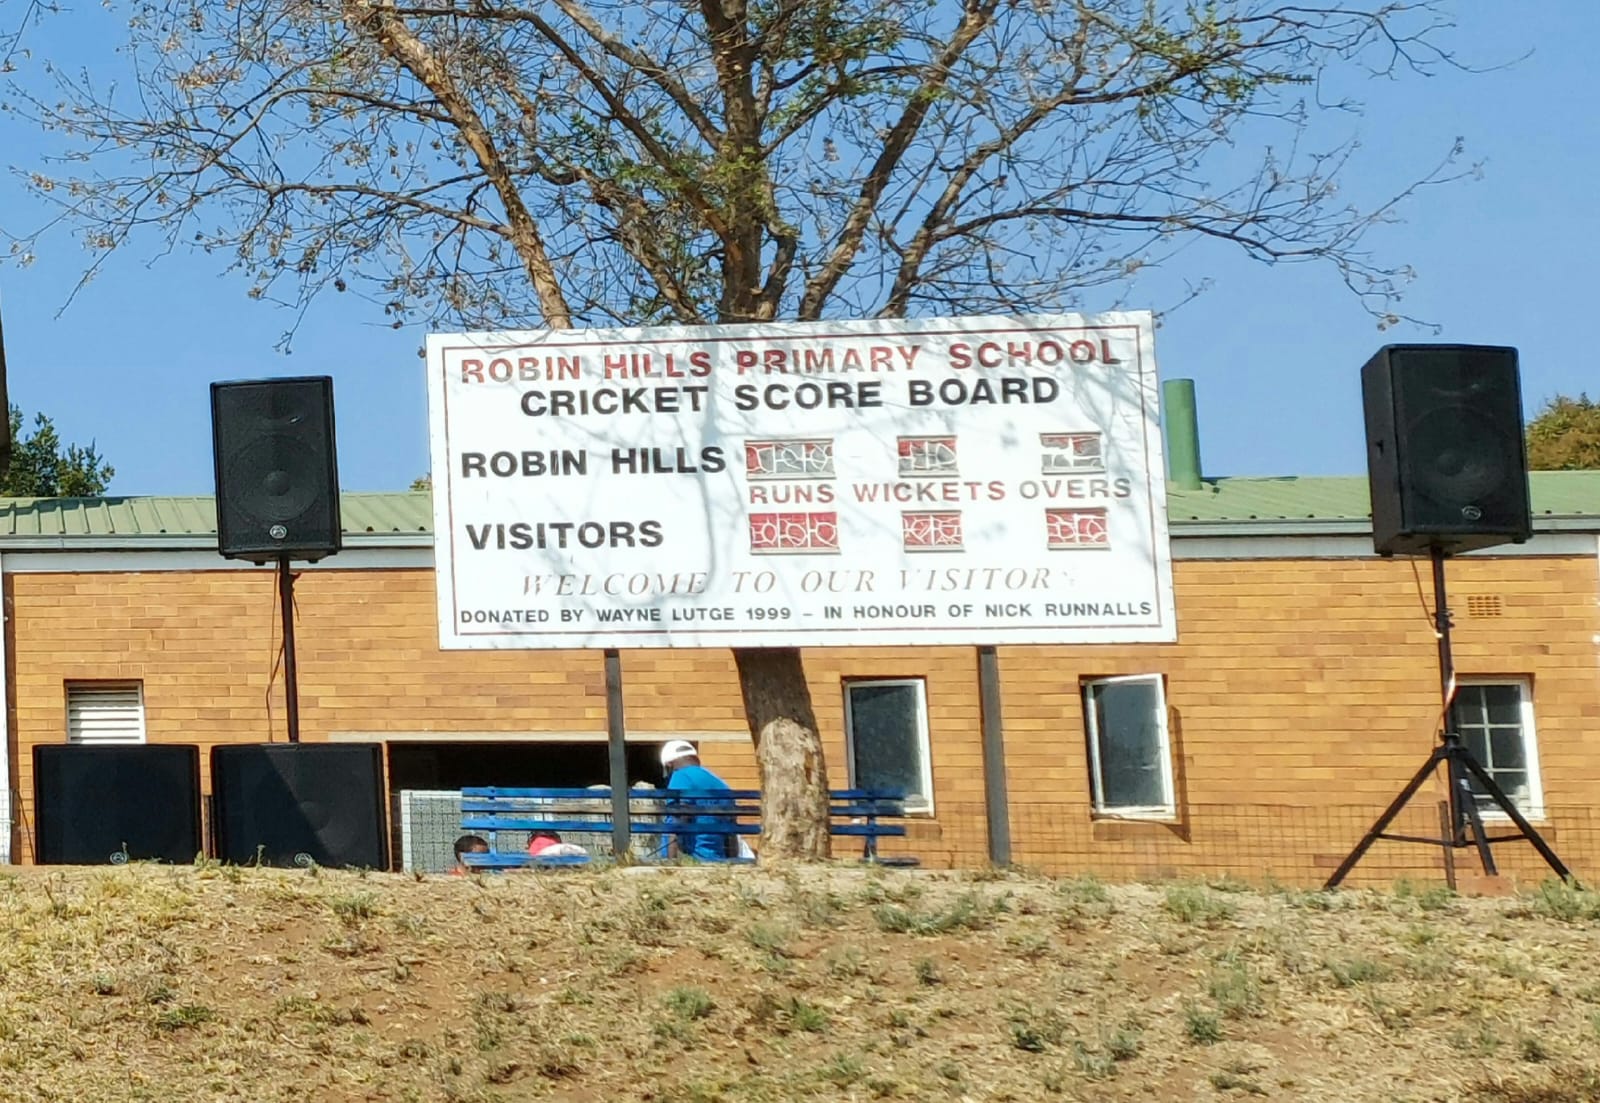 ROBIN HILLS PRIMARY SCHOOL
CRICKET SCORE BOARD
ROBIN HILLS
RUNS WICKETS OVERS
VISITORS
WELCOME TO OUR VISITORS
DONATED BY WAYNE LUTGE 1999 – IN HONOUR OF NICK RUNNALLS